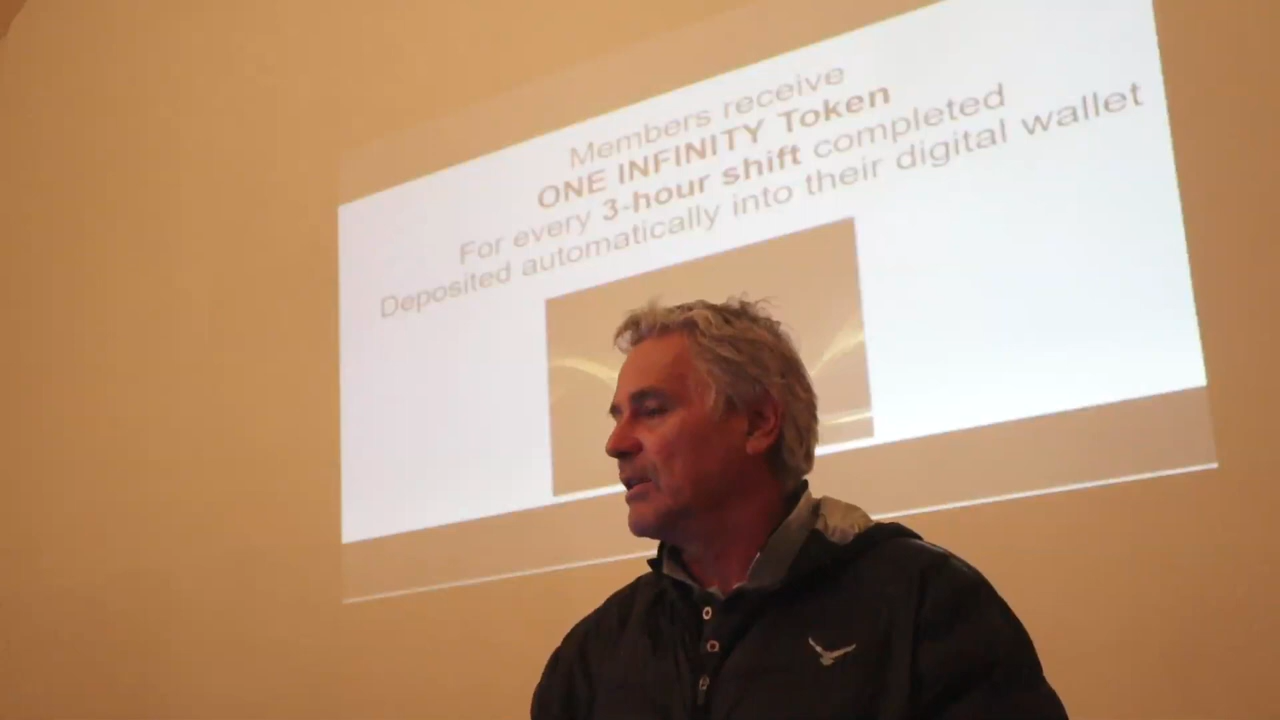 Members receive
ONE INFINITY Token
For every 3-hour shift completed
Deposited automatically into their digital wallet